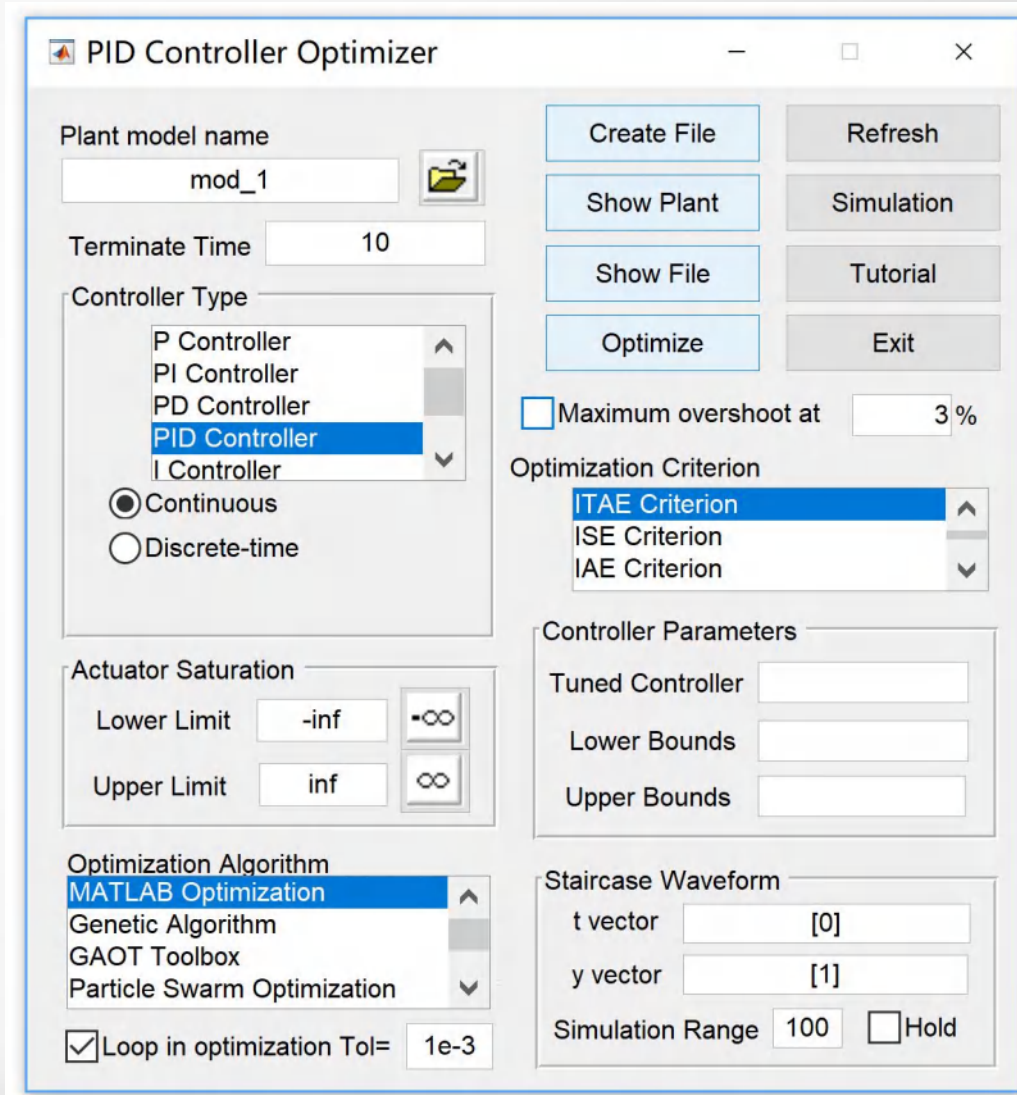 PID Controller Optimizer
Plant model name
mod_1
Terminate Time 10
Controller Type
P Controller
PI Controller
PD Controller
PID Controller
I Controller
Continuous
Discrete-time
Actuator Saturation
Lower Limit -inf -∞
Upper Limit inf ∞
Optimization Algorithm
MATLAB Optimization
Genetic Algorithm
GAOT Toolbox
Particle Swarm Optimization
Loop in optimization Tol= 1e-3
Create File Refresh
Show Plant Simulation
Show File Tutorial
Optimize Exit
Maximum overshoot at 3 %
Optimization Criterion
ITAE Criterion
ISE Criterion
IAE Criterion
Controller Parameters
Tuned Controller
Lower Bounds
Upper Bounds
Staircase Waveform
t vector [0]
y vector [1]
Simulation Range 100 Hold